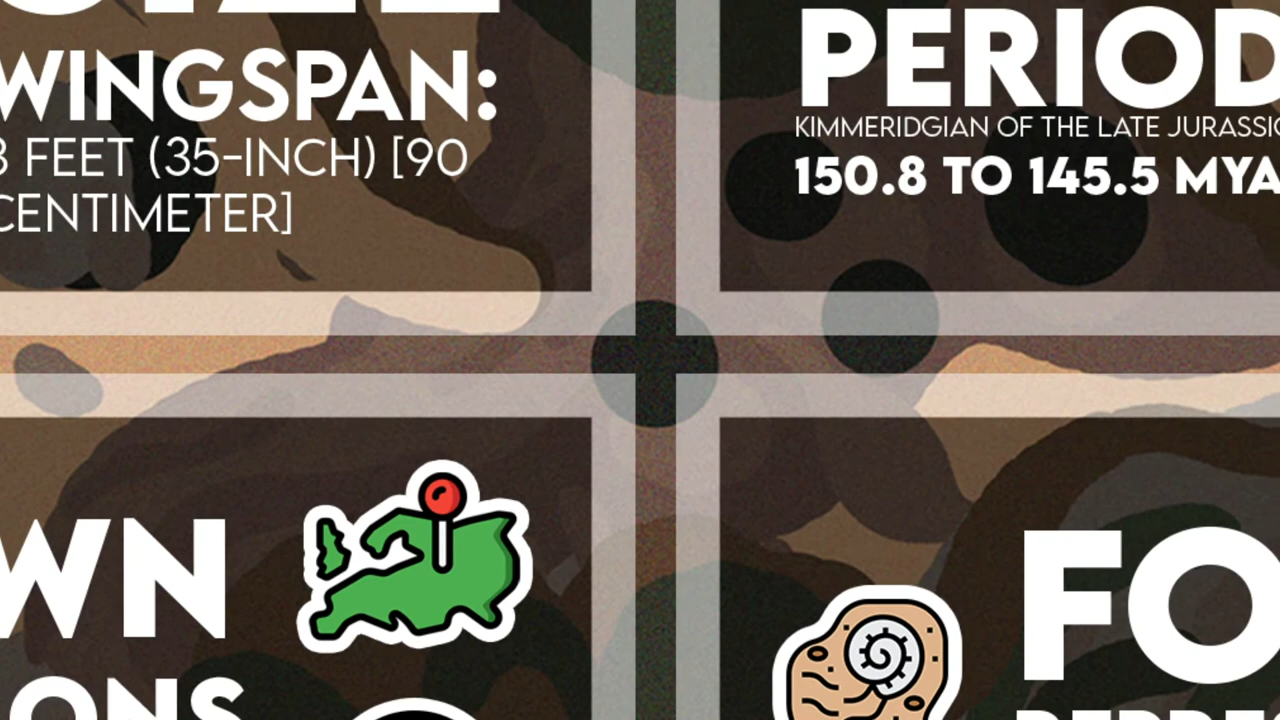 WINGSPAN:
3 FEET (35-INCH) [90
CENTIMETER]
PERIOD
KIMMERIDGIAN OF THE LATE JURASSIC
150.8 TO 145.5 MYA
WN
ONS
FO